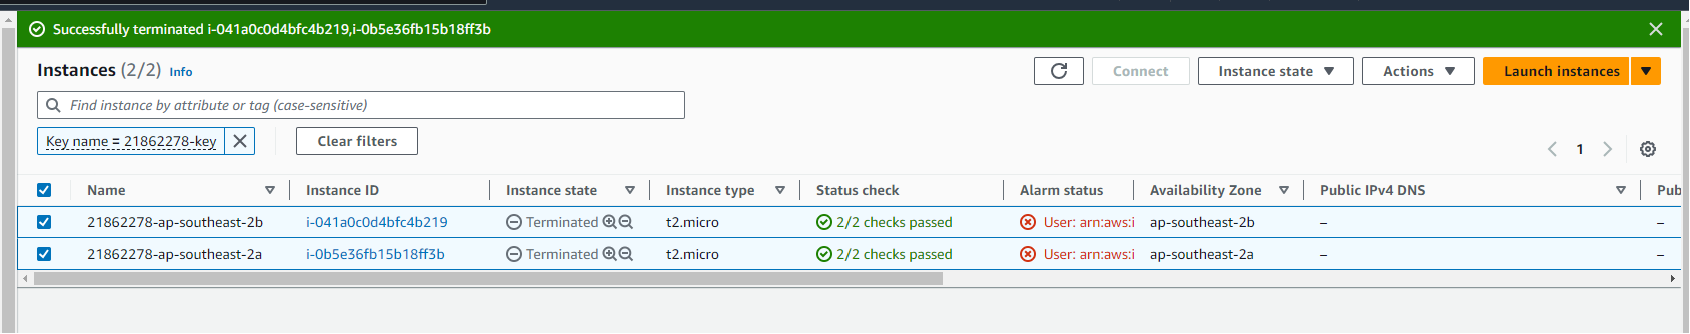 Successfully terminated i-041a0c0d4bfc4b219,i-0b5e36fb15b18ff3b
Instances (2/2) Info
Connect Instance state Actions Launch instances
Find instance by attribute or tag (case-sensitive)
Key name = 21862278-key Clear filters
1
Name Instance ID Instance state Instance type Status check Alarm status Availability Zone Public IPv4 DNS Pub
21862278-ap-southeast-2b i-041a0c0d4bfc4b219 Terminated t2.micro 2/2 checks passed User: arn:aws:i ap-southeast-2b – –
21862278-ap-southeast-2a i-0b5e36fb15b18ff3b Terminated t2.micro 2/2 checks passed User: arn:aws:i ap-southeast-2a – –